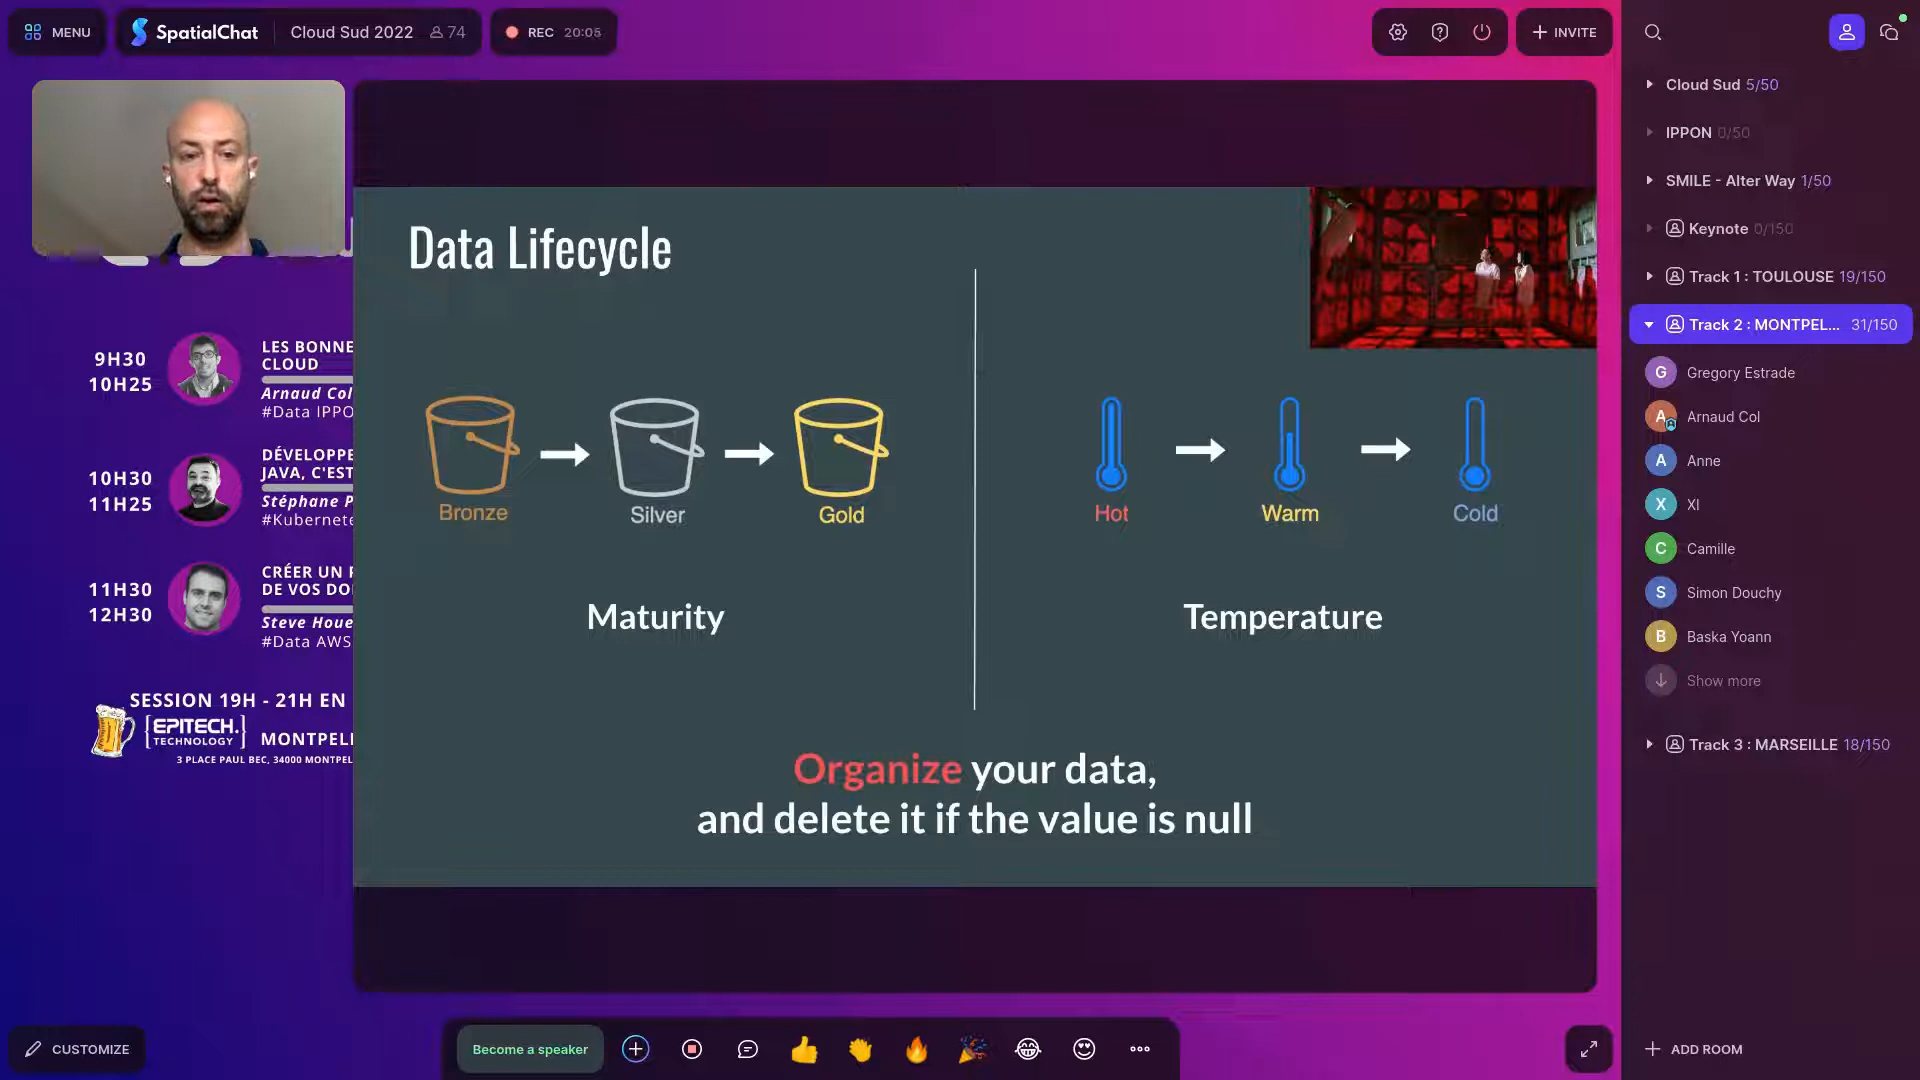 MENU
SpatialChat
Cloud Sud 2022
74
REC 20:05
INVITE
Cloud Sud 5/50
IPPON 0/50
SMILE - Alter Way 1/50
Keynote 0/150
Track 1 : TOULOUSE 19/150
Track 2 : MONTPEL... 31/150
G Gregory Estrade
A Arnaud Col
A Anne
X Xl
C Camille
S Simon Douchy
B Baska Yoann
Show more
Track 3 : MARSEILLE 18/150
ADD ROOM
9H30
10H25
LES BONNE
CLOUD
Arnaud Col
#Data IPPO
10H30
11H25
DÉVELOPPE
JAVA, C'EST
Stéphane P
#Kubernete
11H30
12H30
CRÉER UN
DE VOS DO
Steve Houe
#Data AWS
SESSION 19H - 21H EN
[EPITECH.]
TECHNOLOGY
MONTPELL
3 PLACE PAUL BEC, 34000 MONTPEL
Data Lifecycle
Bronze
Silver
Gold
Hot
Warm
Cold
Maturity
Temperature
Organize your data,
and delete it if the value is null
CUSTOMIZE
Become a speaker